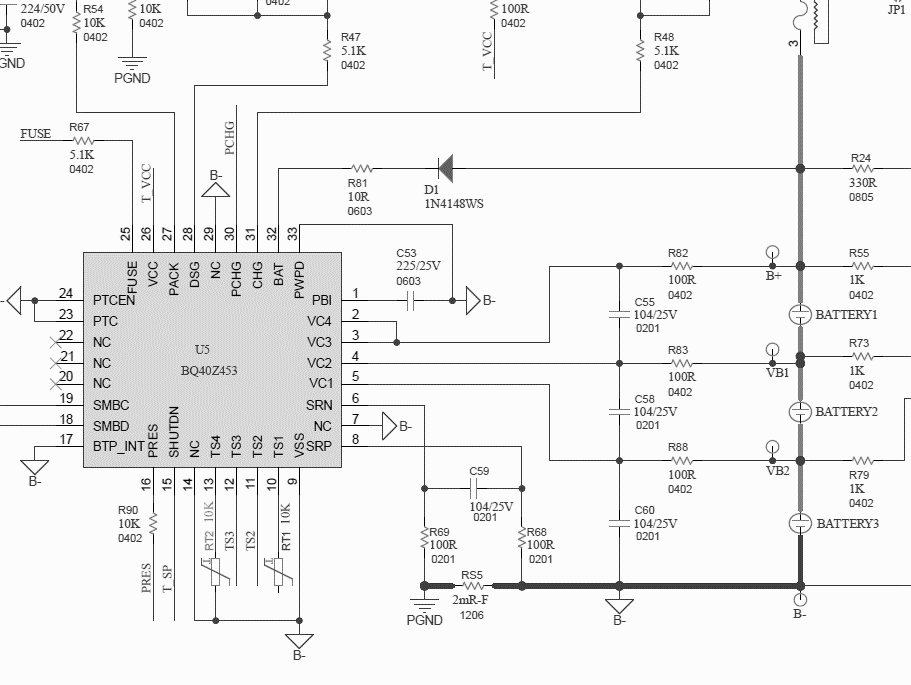 224/50V
0402
GND
R54
10K
0402
10K
0402
PGND
0402
R47
5.1K
0402
100R
0402
T_VCC
R48
5.1K
0402
3
JP1
FUSE
R67
5.1K
0402
T_VCC
B-
PCHG
R81
10R
0603
D1
1N4148WS
R24
330R
0805
25
26
27
28
29
30
31
32
33
FUSE
VCC
PACK
DSG
NC
PCHG
CHG
BAT
PWPD
C53
225/25V
0603
B-
R82
100R
0402
B+
R55
1K
0402
24 PTCEN
23 PTC
22 NC
21 NC
20 NC
19 SMBC
18 SMBD
17 BTP_INT
B-
U5
BQ40Z453
PBI 1
VC4 2
VC3 3
VC2 4
VC1 5
SRN 6
NC 7
SRP 8
B-
C55
104/25V
0201
BATTERY1
R83
100R
0402
VB1
R73
1K
0402
C58
104/25V
0201
BATTERY2
R88
100R
0402
VB2
R79
1K
0402
PRES
SHUTDN
NC
TS4
TS3
TS2
TS1
VSS
16
15
14
13
12
11
10
9
R90
10K
0402
PRES
T_SP
RT2 10K
TS3
TS2
RT1 10K
B-
C59
104/25V
0201
R69
100R
0201
R68
100R
0201
C60
104/25V
0201
BATTERY3
RS5
2mR-F
1206
PGND
B-
B-